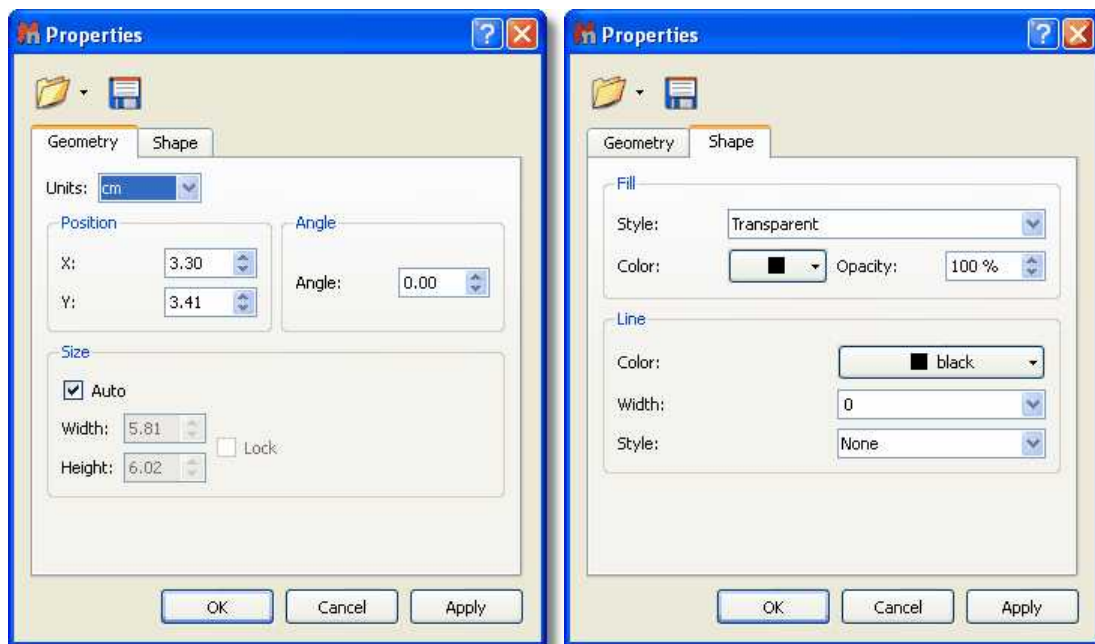 Properties
Geometry Shape
Units: cm
Position
X: 3.30
Y: 3.41
Angle
Angle: 0.00
Size
Auto
Width: 5.81
Lock
Height: 6.02
OK Cancel Apply
Properties
Geometry Shape
Fill
Style: Transparent
Color: Opacity: 100 %
Line
Color: black
Width: 0
Style: None
OK Cancel Apply